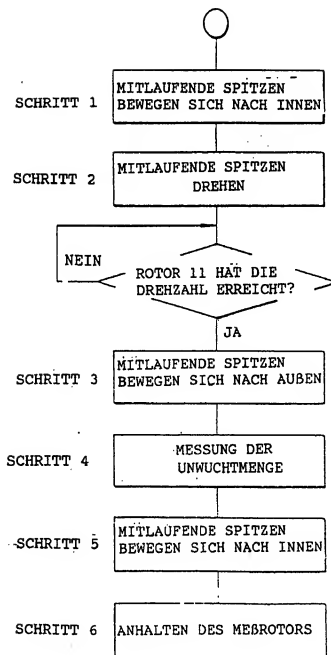 SCHRITT 1
MITLAUFENDE SPITZEN
BEWEGEN SICH NACH INNEN
SCHRITT 2
MITLAUFENDE SPITZEN
DREHEN
NEIN
ROTOR 11 HAT DIE
DREHZAHL ERREICHT?
JA
SCHRITT 3
MITLAUFENDE SPITZEN
BEWEGEN SICH NACH AUßEN
SCHRITT 4
MESSUNG DER
UNWUCHTMENGE
SCHRITT 5
MITLAUFENDE SPITZEN
BEWEGEN SICH NACH INNEN
SCHRITT 6
ANHALTEN DES MEßROTORS